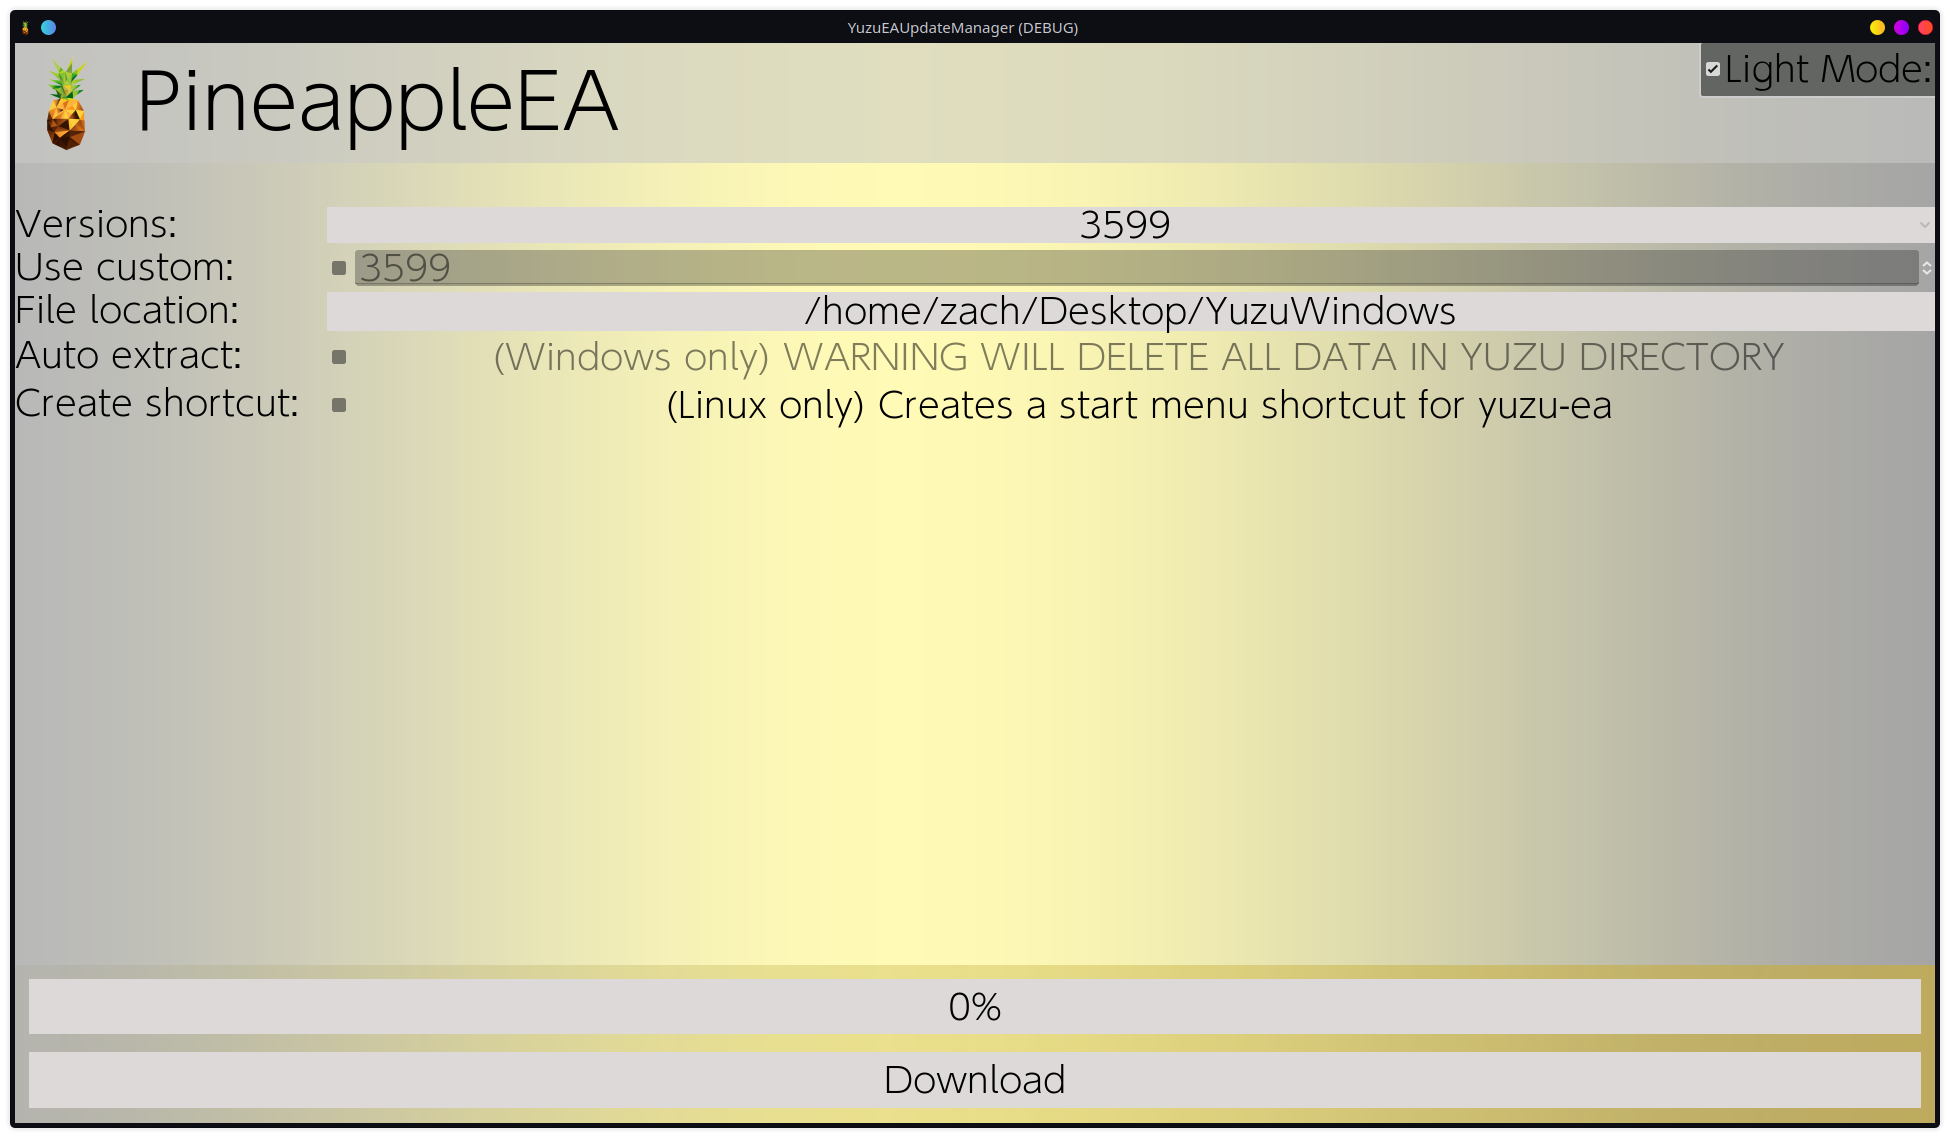 YuzuEAUpdateManager (DEBUG)
PineappleEA
Light Mode:
Versions: 3599
Use custom: 3599
File location: /home/zach/Desktop/YuzuWindows
Auto extract: (Windows only) WARNING WILL DELETE ALL DATA IN YUZU DIRECTORY
Create shortcut: (Linux only) Creates a start menu shortcut for yuzu-ea
0%
Download